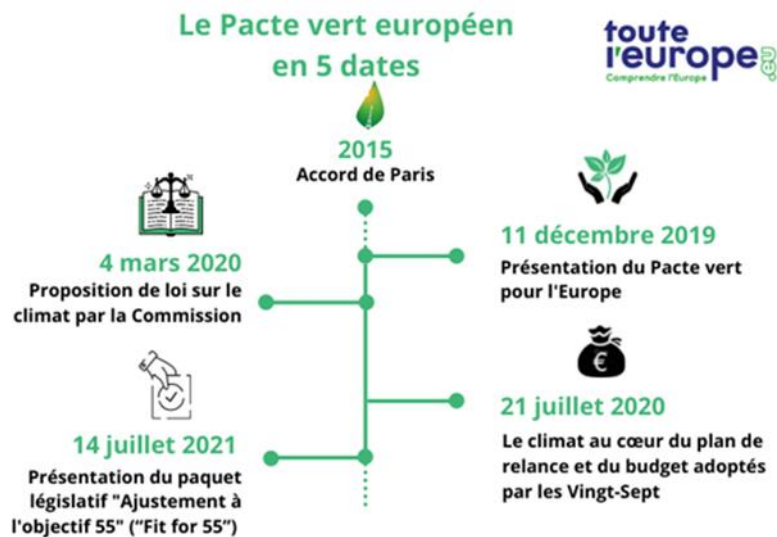 Le Pacte vert européen
en 5 dates
toute
l'europe.eu
Comprendre l'Europe
2015
Accord de Paris
11 décembre 2019
Présentation du Pacte vert
pour l'Europe
4 mars 2020
Proposition de loi sur le
climat par la Commission
€
21 juillet 2020
Le climat au cœur du plan de
relance et du budget adoptés
par les Vingt-Sept
14 juillet 2021
Présentation du paquet
législatif "Ajustement à
l'objectif 55" (“Fit for 55”)